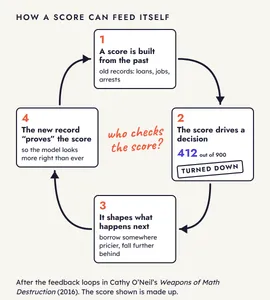 HOW A SCORE CAN FEED ITSELF
1
A score is built
from the past
old records: loans, jobs,
arrests
2
The score drives a
decision
412 out of 900
TURNED DOWN
3
It shapes what
happens next
borrow somewhere
pricier, fall further
behind
4
The new record
“proves” the score
so the model looks
more right than ever
who checks
the score?
After the feedback loops in Cathy O’Neil’s Weapons of Math
Destruction (2016). The score shown is made up.